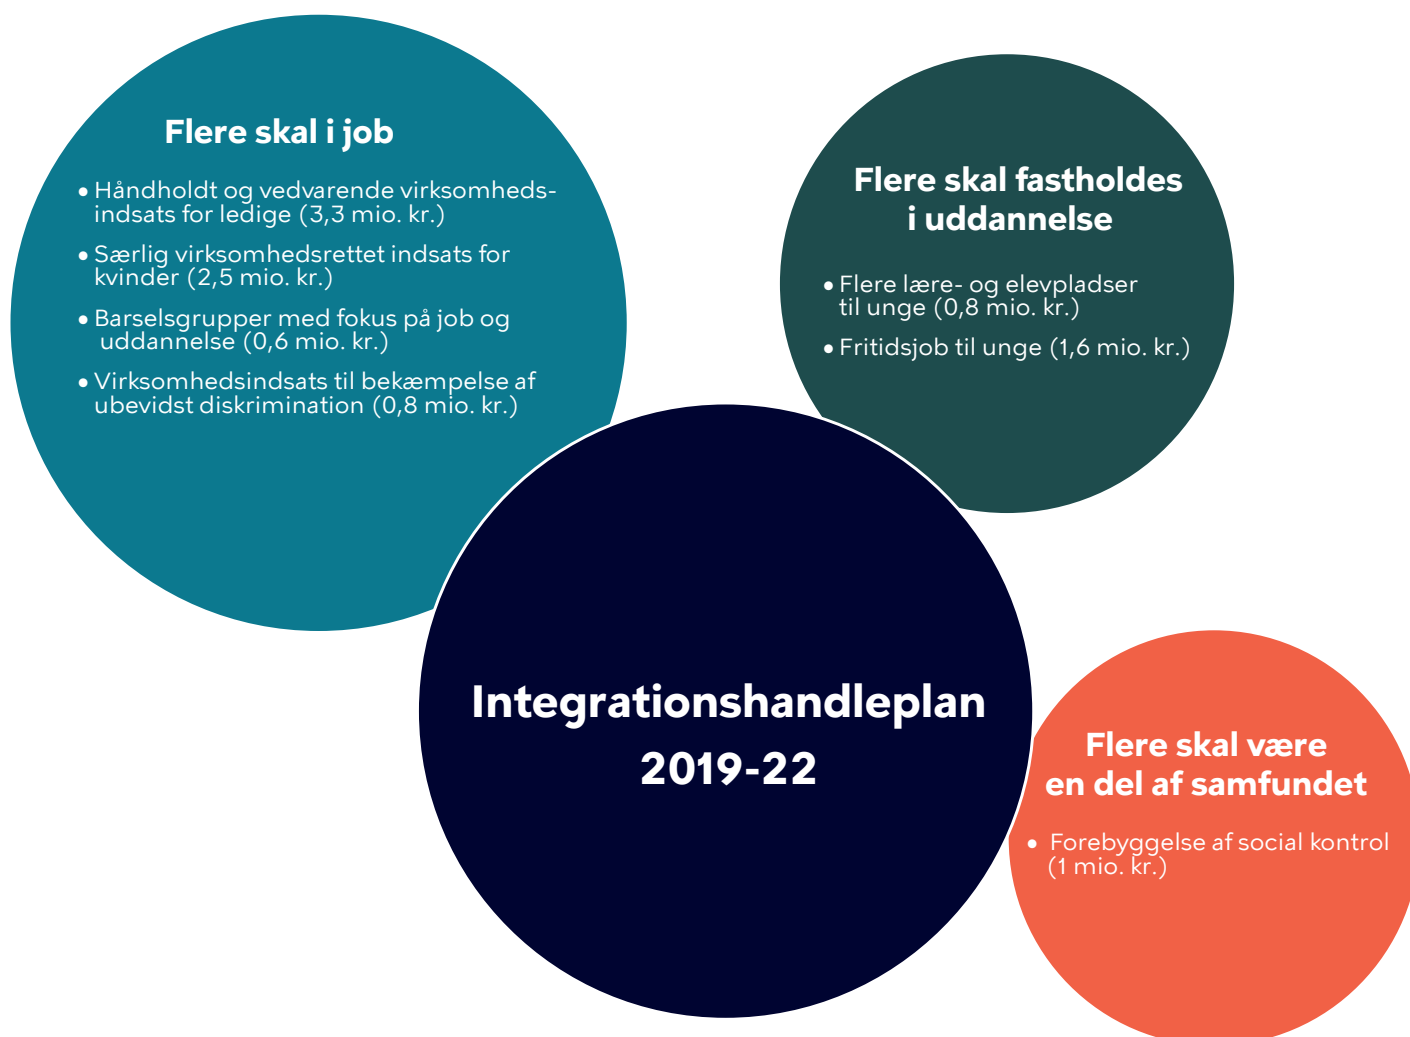 Flere skal i job
• Håndholdt og vedvarende virksomheds-
indsats for ledige (3,3 mio. kr.)
• Særlig virksomhedsrettet indsats for
kvinder (2,5 mio. kr.)
• Barselsgrupper med fokus på job og
uddannelse (0,6 mio. kr.)
• Virksomhedsindsats til bekæmpelse af
ubevidst diskrimination (0,8 mio. kr.)
Flere skal fastholdes
i uddannelse
• Flere lære- og elevpladser
til unge (0,8 mio. kr.)
• Fritidsjob til unge (1,6 mio. kr.)
Integrationshandleplan
2019-22
Flere skal være
en del af samfundet
• Forebyggelse af social kontrol
(1 mio. kr.)